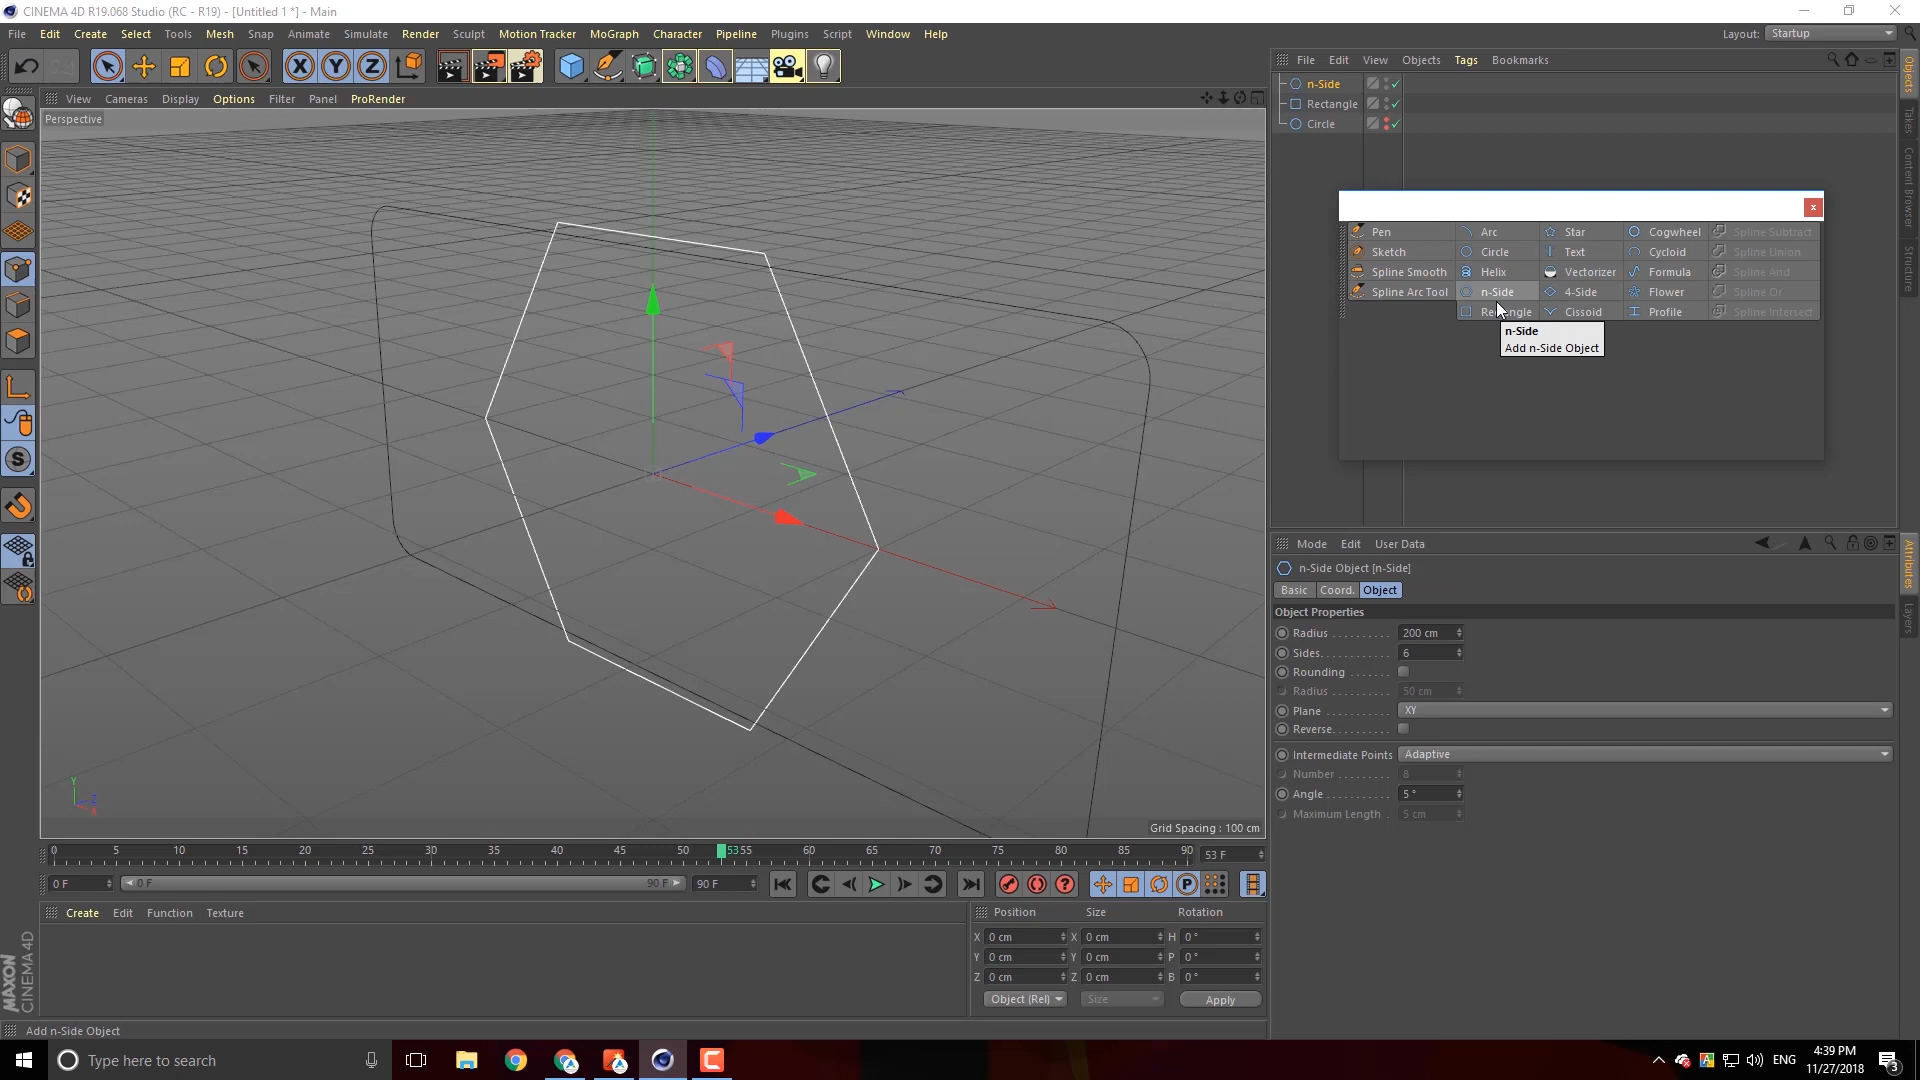 CINEMA 4D R19.068 Studio (RC - R19) - [Untitled 1 *] - Main
File Edit Create Select Tools Mesh Snap Animate Simulate Render Sculpt Motion Tracker MoGraph Character Pipeline Plugins Script Window Help
Layout: Startup
X Y Z
File Edit View Objects Tags Bookmarks
View Cameras Display Options Filter Panel ProRender
Perspective
n-Side
Rectangle
Circle
Objects
Takes
Content Browser
Structure
x
Pen Arc Star Cogwheel Spline Subtract
Sketch Circle Text Cycloid Spline Union
Spline Smooth Helix Vectorizer Formula Spline And
Spline Arc Tool n-Side 4-Side Flower Spline Or
Rectangle Cissoid Profile Spline Intersect
n-Side
Add n-Side Object
Mode Edit User Data
n-Side Object [n-Side]
Basic Coord. Object
Object Properties
Radius . . . . . . . . . . . 200 cm
Sides. . . . . . . . . . . . 6
Rounding . . . . . . .
Radius . . . . . . . . . . . 50 cm
Plane . . . . . . . . . . . XY
Reverse. . . . . . . . . .
Intermediate Points Adaptive
Number . . . . . . . . . 8
Angle . . . . . . . . . . . 5 °
Maximum Length . 5 cm
Attributes
Layers
Y
Z
X
Grid Spacing : 100 cm
0 5 10 15 20 25 30 35 40 45 50 5355 60 65 70 75 80 85 90 53 F
0 F 0 F 90 F 90 F
Create Edit Function Texture
Position Size Rotation
X 0 cm X 0 cm H 0 °
Y 0 cm Y 0 cm P 0 °
Z 0 cm Z 0 cm B 0 °
Object (Rel) Size Apply
MAXON
CINEMA 4D
Add n-Side Object
Type here to search
ENG
4:39 PM
11/27/2018
3